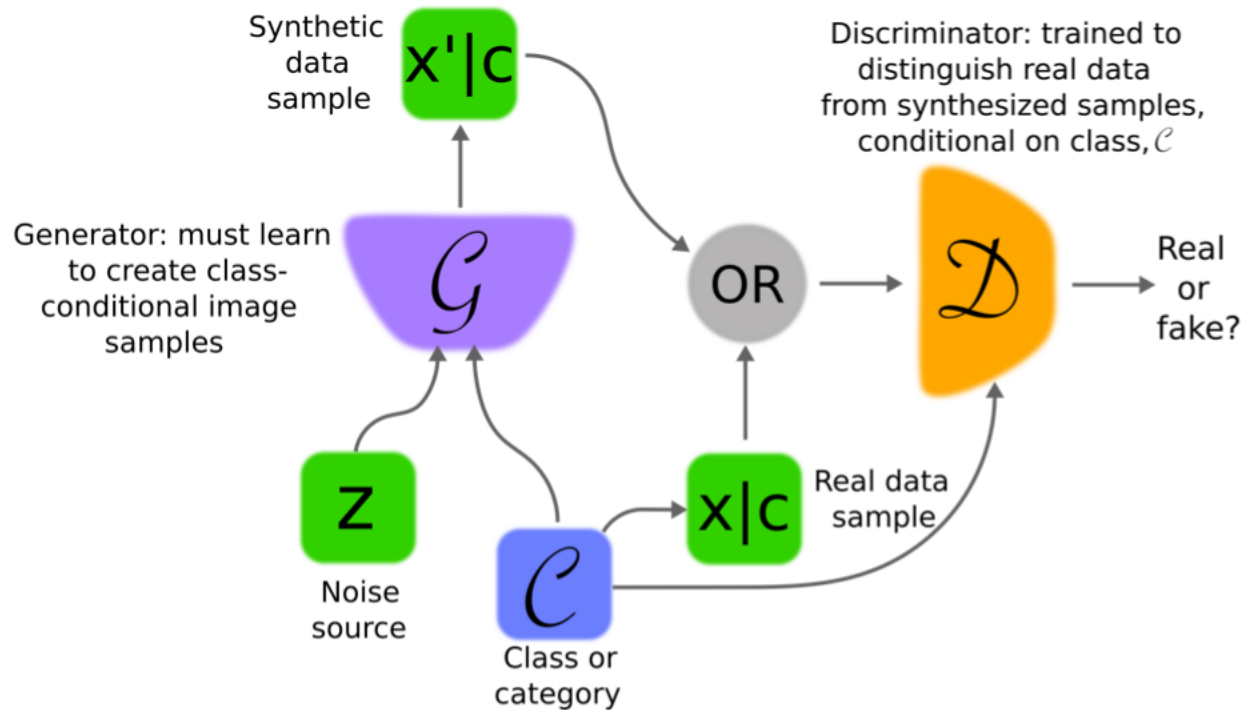 Synthetic
data
sample
x'|c
Discriminator: trained to
distinguish real data
from synthesized samples,
conditional on class, 𝒞
Generator: must learn
to create class-
conditional image
samples
𝒢
OR
𝒟
Real
or
fake?
z
Noise
source
𝒞
Class or
category
x|c
Real data
sample